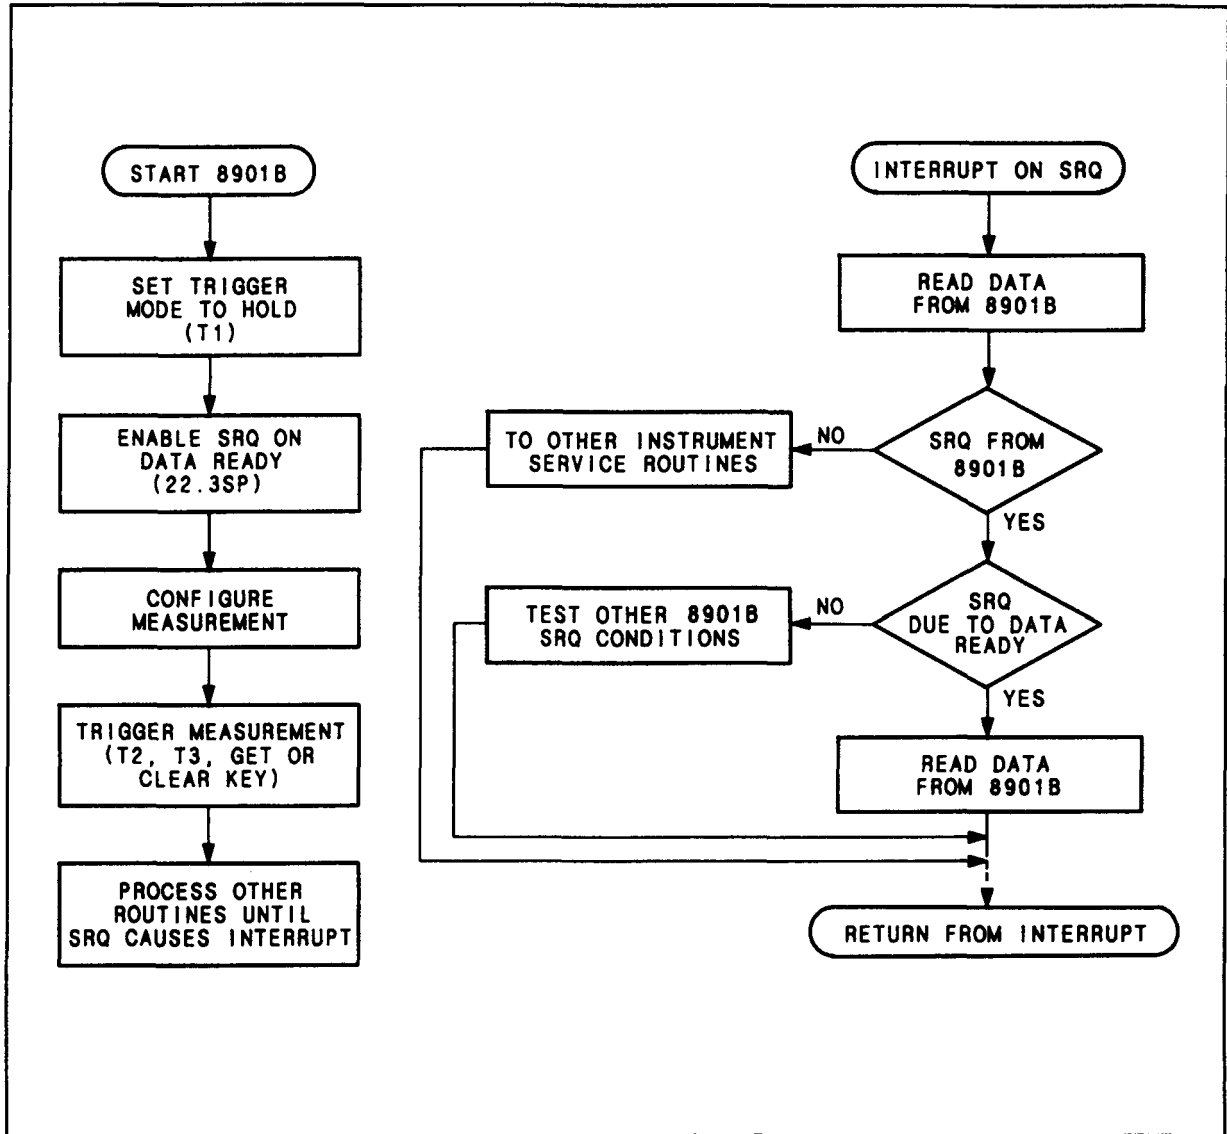 START 8901B
SET TRIGGER
MODE TO HOLD
(T1)
ENABLE SRQ ON
DATA READY
(22.3SP)
CONFIGURE
MEASUREMENT
TRIGGER MEASUREMENT
(T2, T3, GET OR
CLEAR KEY)
PROCESS OTHER
ROUTINES UNTIL
SRQ CAUSES INTERRUPT
INTERRUPT ON SRQ
READ DATA
FROM 8901B
SRQ FROM
8901B
NO
TO OTHER INSTRUMENT
SERVICE ROUTINES
YES
SRQ
DUE TO DATA
READY
NO
TEST OTHER 8901B
SRQ CONDITIONS
YES
READ DATA
FROM 8901B
RETURN FROM INTERRUPT